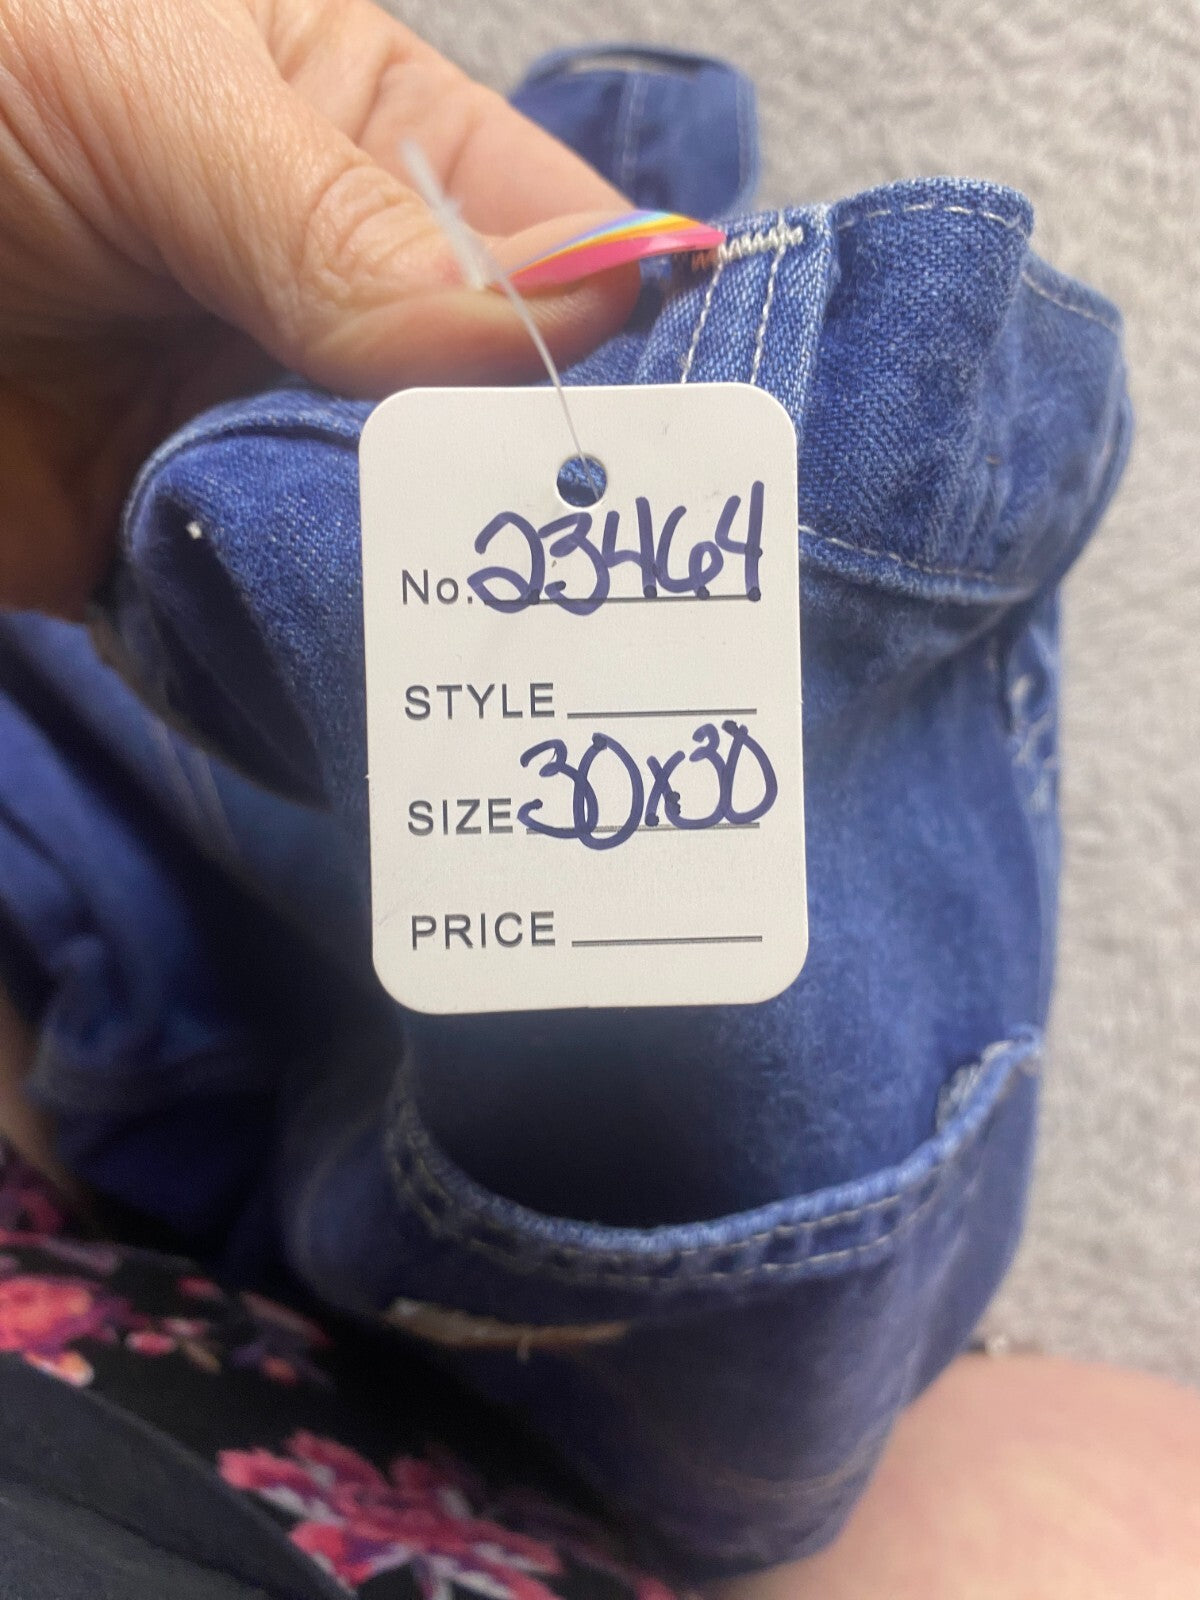 No. 23464
STYLE
SIZE 30x30
PRICE